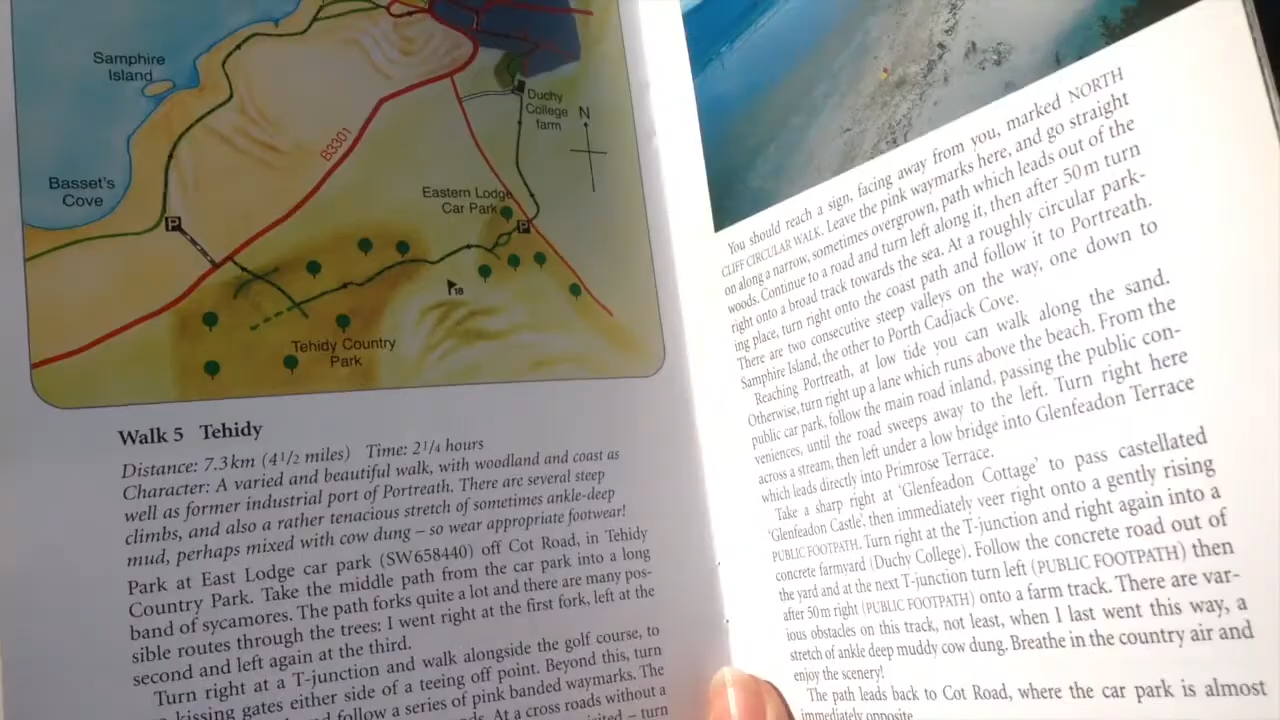 Samphire
Island
Basset's
Cove
B3301
Duchy
College
farm
N
Eastern Lodge
Car Park
P
P
18
Tehidy Country
Park
Walk 5 Tehidy
Distance: 7.3 km (4 1/2 miles) Time: 2 1/4 hours
Character: A varied and beautiful walk, with woodland and coast as
well as former industrial port of Portreath. There are several steep
climbs, and also a rather tenacious stretch of sometimes ankle-deep
mud, perhaps mixed with cow dung – so wear appropriate footwear!
Park at East Lodge car park (SW658440) off Cot Road, in Tehidy
Country Park. Take the middle path from the car park into a long
band of sycamores. The path forks quite a lot and there are many pos-
sible routes through the trees: I went right at the first fork, left at the
second and left again at the third.
Turn right at a T-junction and walk alongside the golf course, to
kissing gates either side of a teeing off point. Beyond this, turn
follow a series of pink banded waymarks. The
At a cross roads without a
– turn
You should reach a sign, facing away from you, marked NORTH
CLIFF CIRCULAR WALK. Leave the pink waymarks here, and go straight
on along a narrow, sometimes overgrown, path which leads out of the
woods. Continue to a road and turn left along it, then after 50 m turn
right onto a broad track towards the sea. At a roughly circular park-
ing place, turn right onto the coast path and follow it to Portreath.
There are two consecutive steep valleys on the way, one down to
Samphire Island, the other to Porth Cadjack Cove.
Reaching Portreath, at low tide you can walk along the sand.
Otherwise, turn right up a lane which runs above the beach. From the
public car park, follow the main road inland, passing the public con-
veniences, until the road sweeps away to the left. Turn right here
across a stream, then left under a low bridge into Glenfeadon Terrace
which leads directly into Primrose Terrace.
Take a sharp right at 'Glenfeadon Cottage' to pass castellated
'Glenfeadon Castle', then immediately veer right onto a gently rising
PUBLIC FOOTPATH. Turn right at the T-junction and right again into a
concrete farmyard (Duchy College). Follow the concrete road out of
the yard and at the next T-junction turn left (PUBLIC FOOTPATH) then
after 50 m right (PUBLIC FOOTPATH) onto a farm track. There are var-
ious obstacles on this track, not least, when I last went this way, a
stretch of ankle deep muddy cow dung. Breathe in the country air and
enjoy the scenery!
The path leads back to Cot Road, where the car park is almost
immediately opposite.